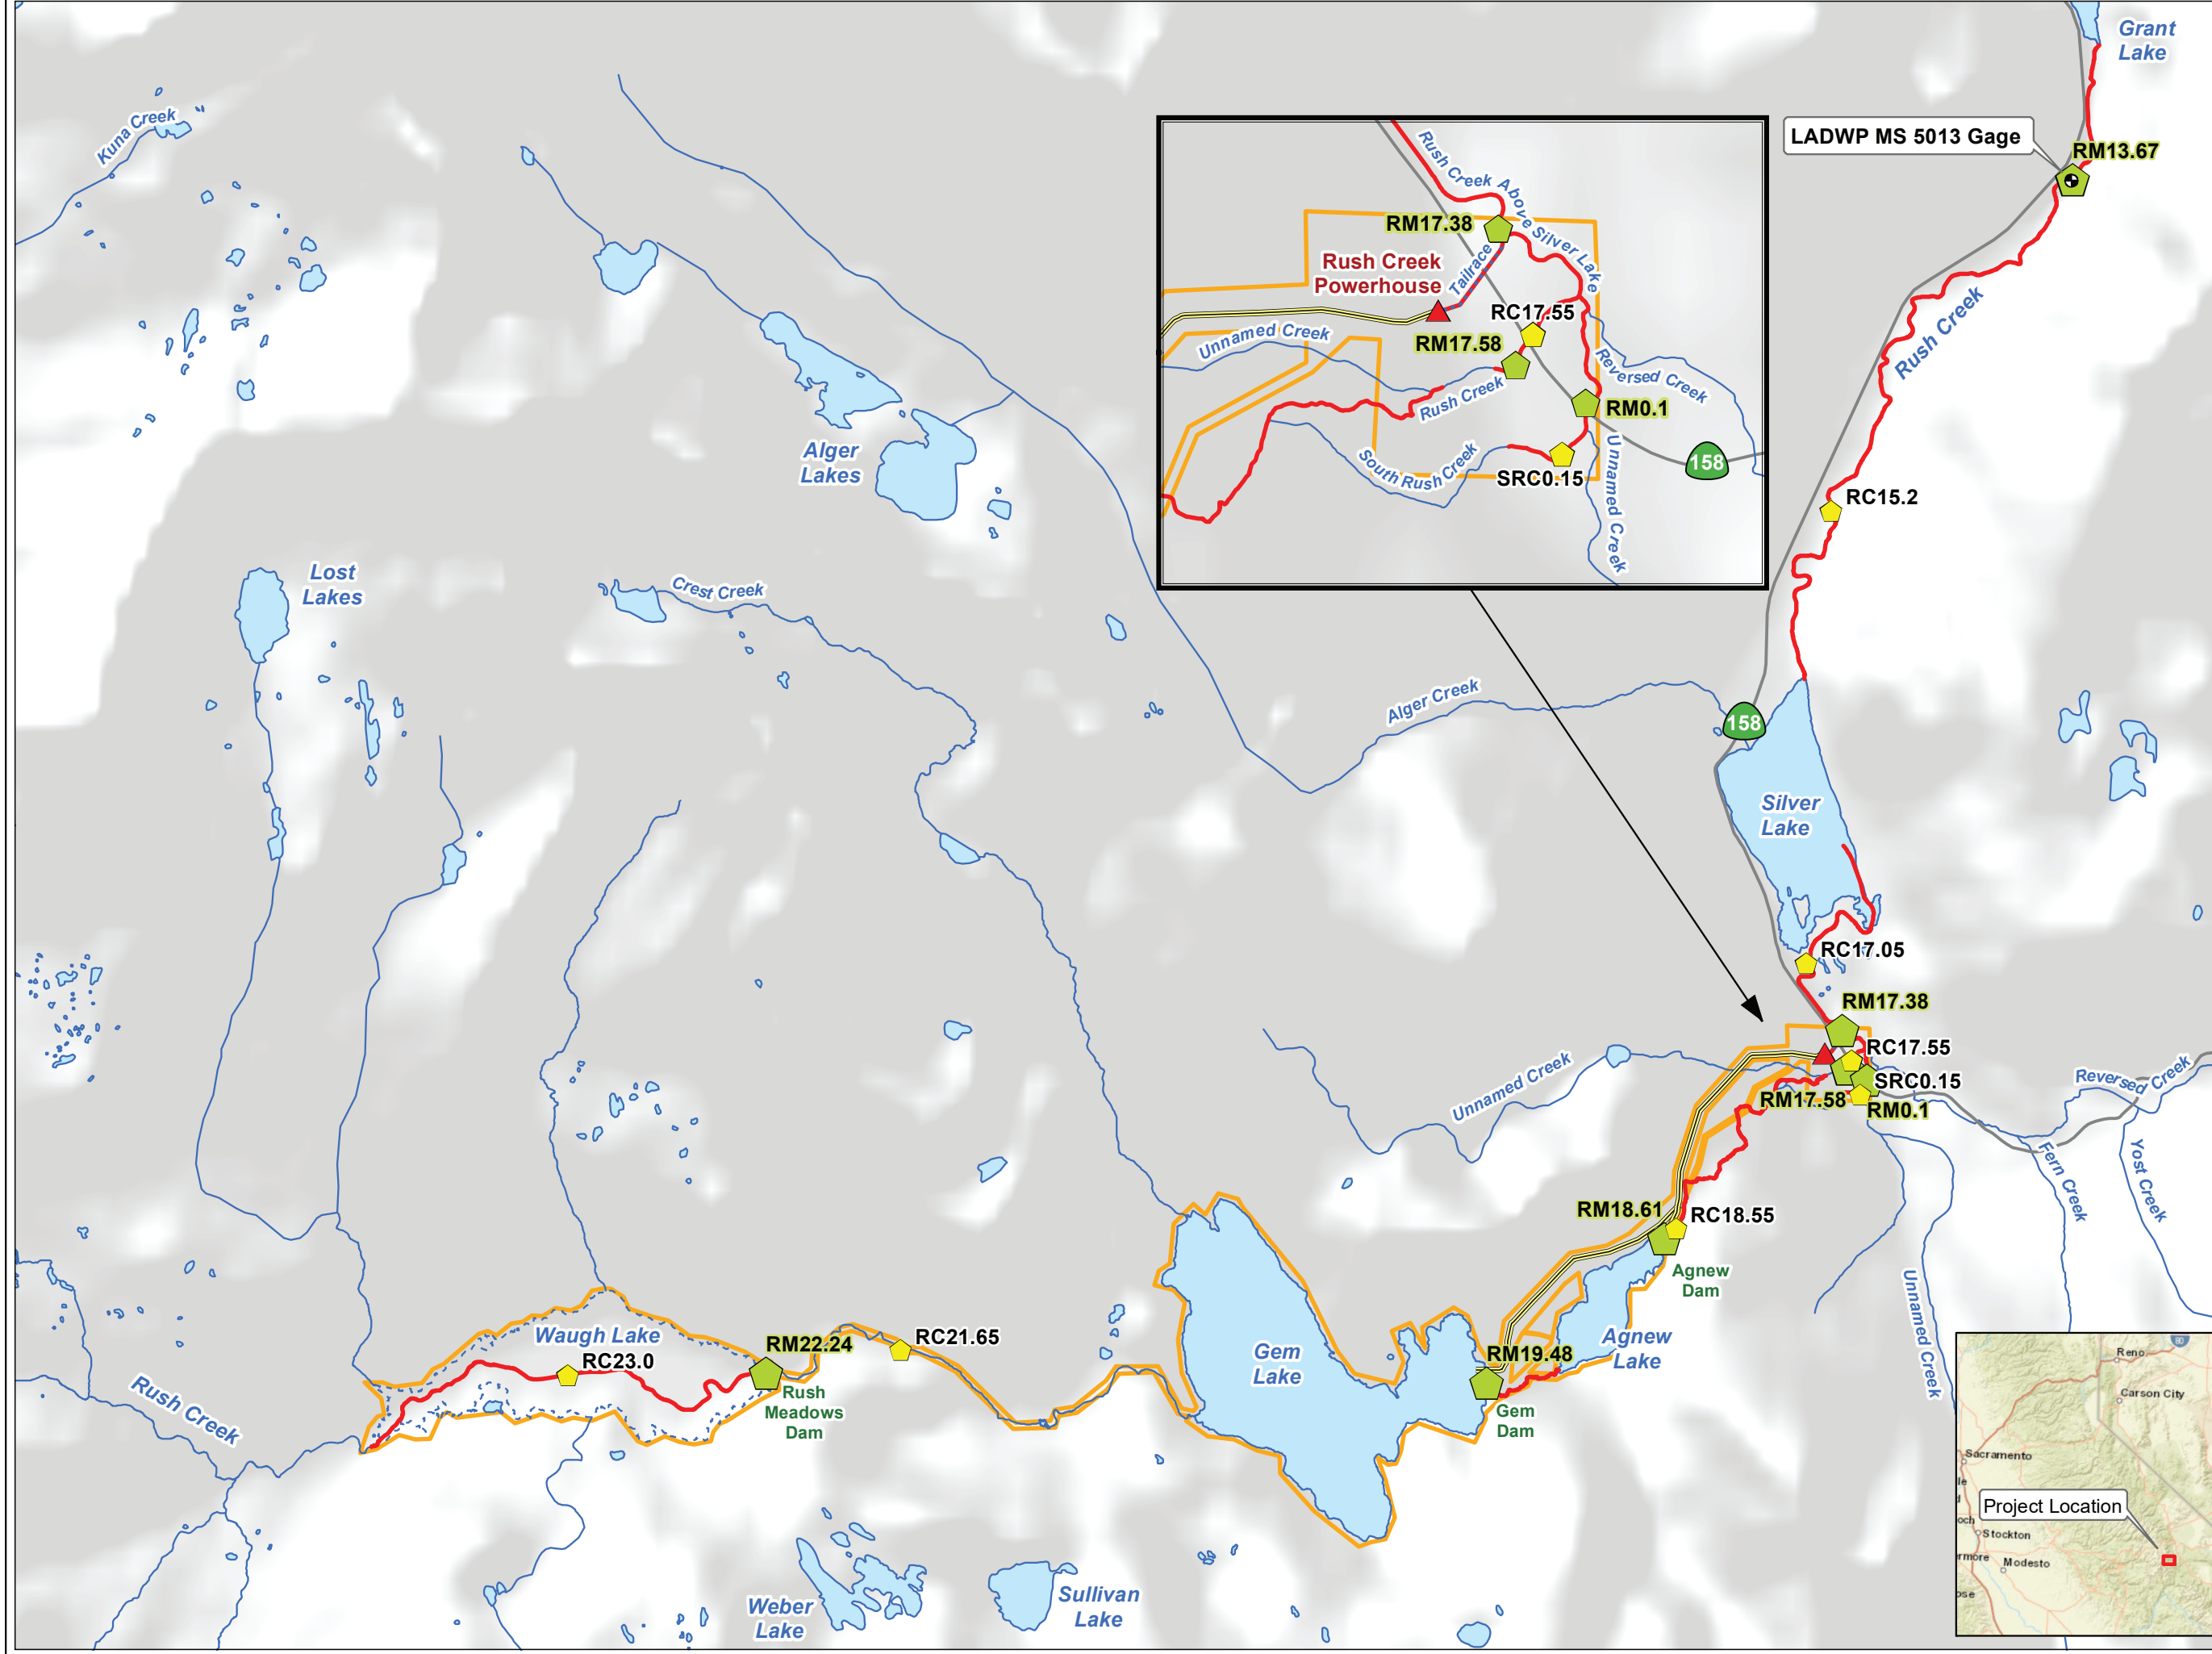 Grant
Lake
Kuna Creek
LADWP MS 5013 Gage
RM13.67
Rush Creek Above Silver Lake
RM17.38
Rush Creek
Powerhouse
Tailrace
RC17.55
Unnamed Creek
RM17.58
Reversed Creek
Rush Creek
RM0.1
South Rush Creek
SRC0.15
Unnamed Creek
158
Rush Creek
Alger
Lakes
RC15.2
Lost
Lakes
Crest Creek
Alger Creek
158
Silver
Lake
RC17.05
RM17.38
RC17.55
SRC0.15
RM17.58
RM0.1
Reversed Creek
Unnamed Creek
Fern Creek
Yost Creek
Unnamed Creek
RM18.61
RC18.55
Agnew
Dam
Agnew
Lake
RM19.48
Gem
Dam
Gem
Lake
Waugh Lake
RC23.0
RM22.24
RC21.65
Rush
Meadows
Dam
Rush Creek
Weber
Lake
Sullivan
Lake
80
Reno
Carson City
Sacramento
Project Location
Stockton
Modesto